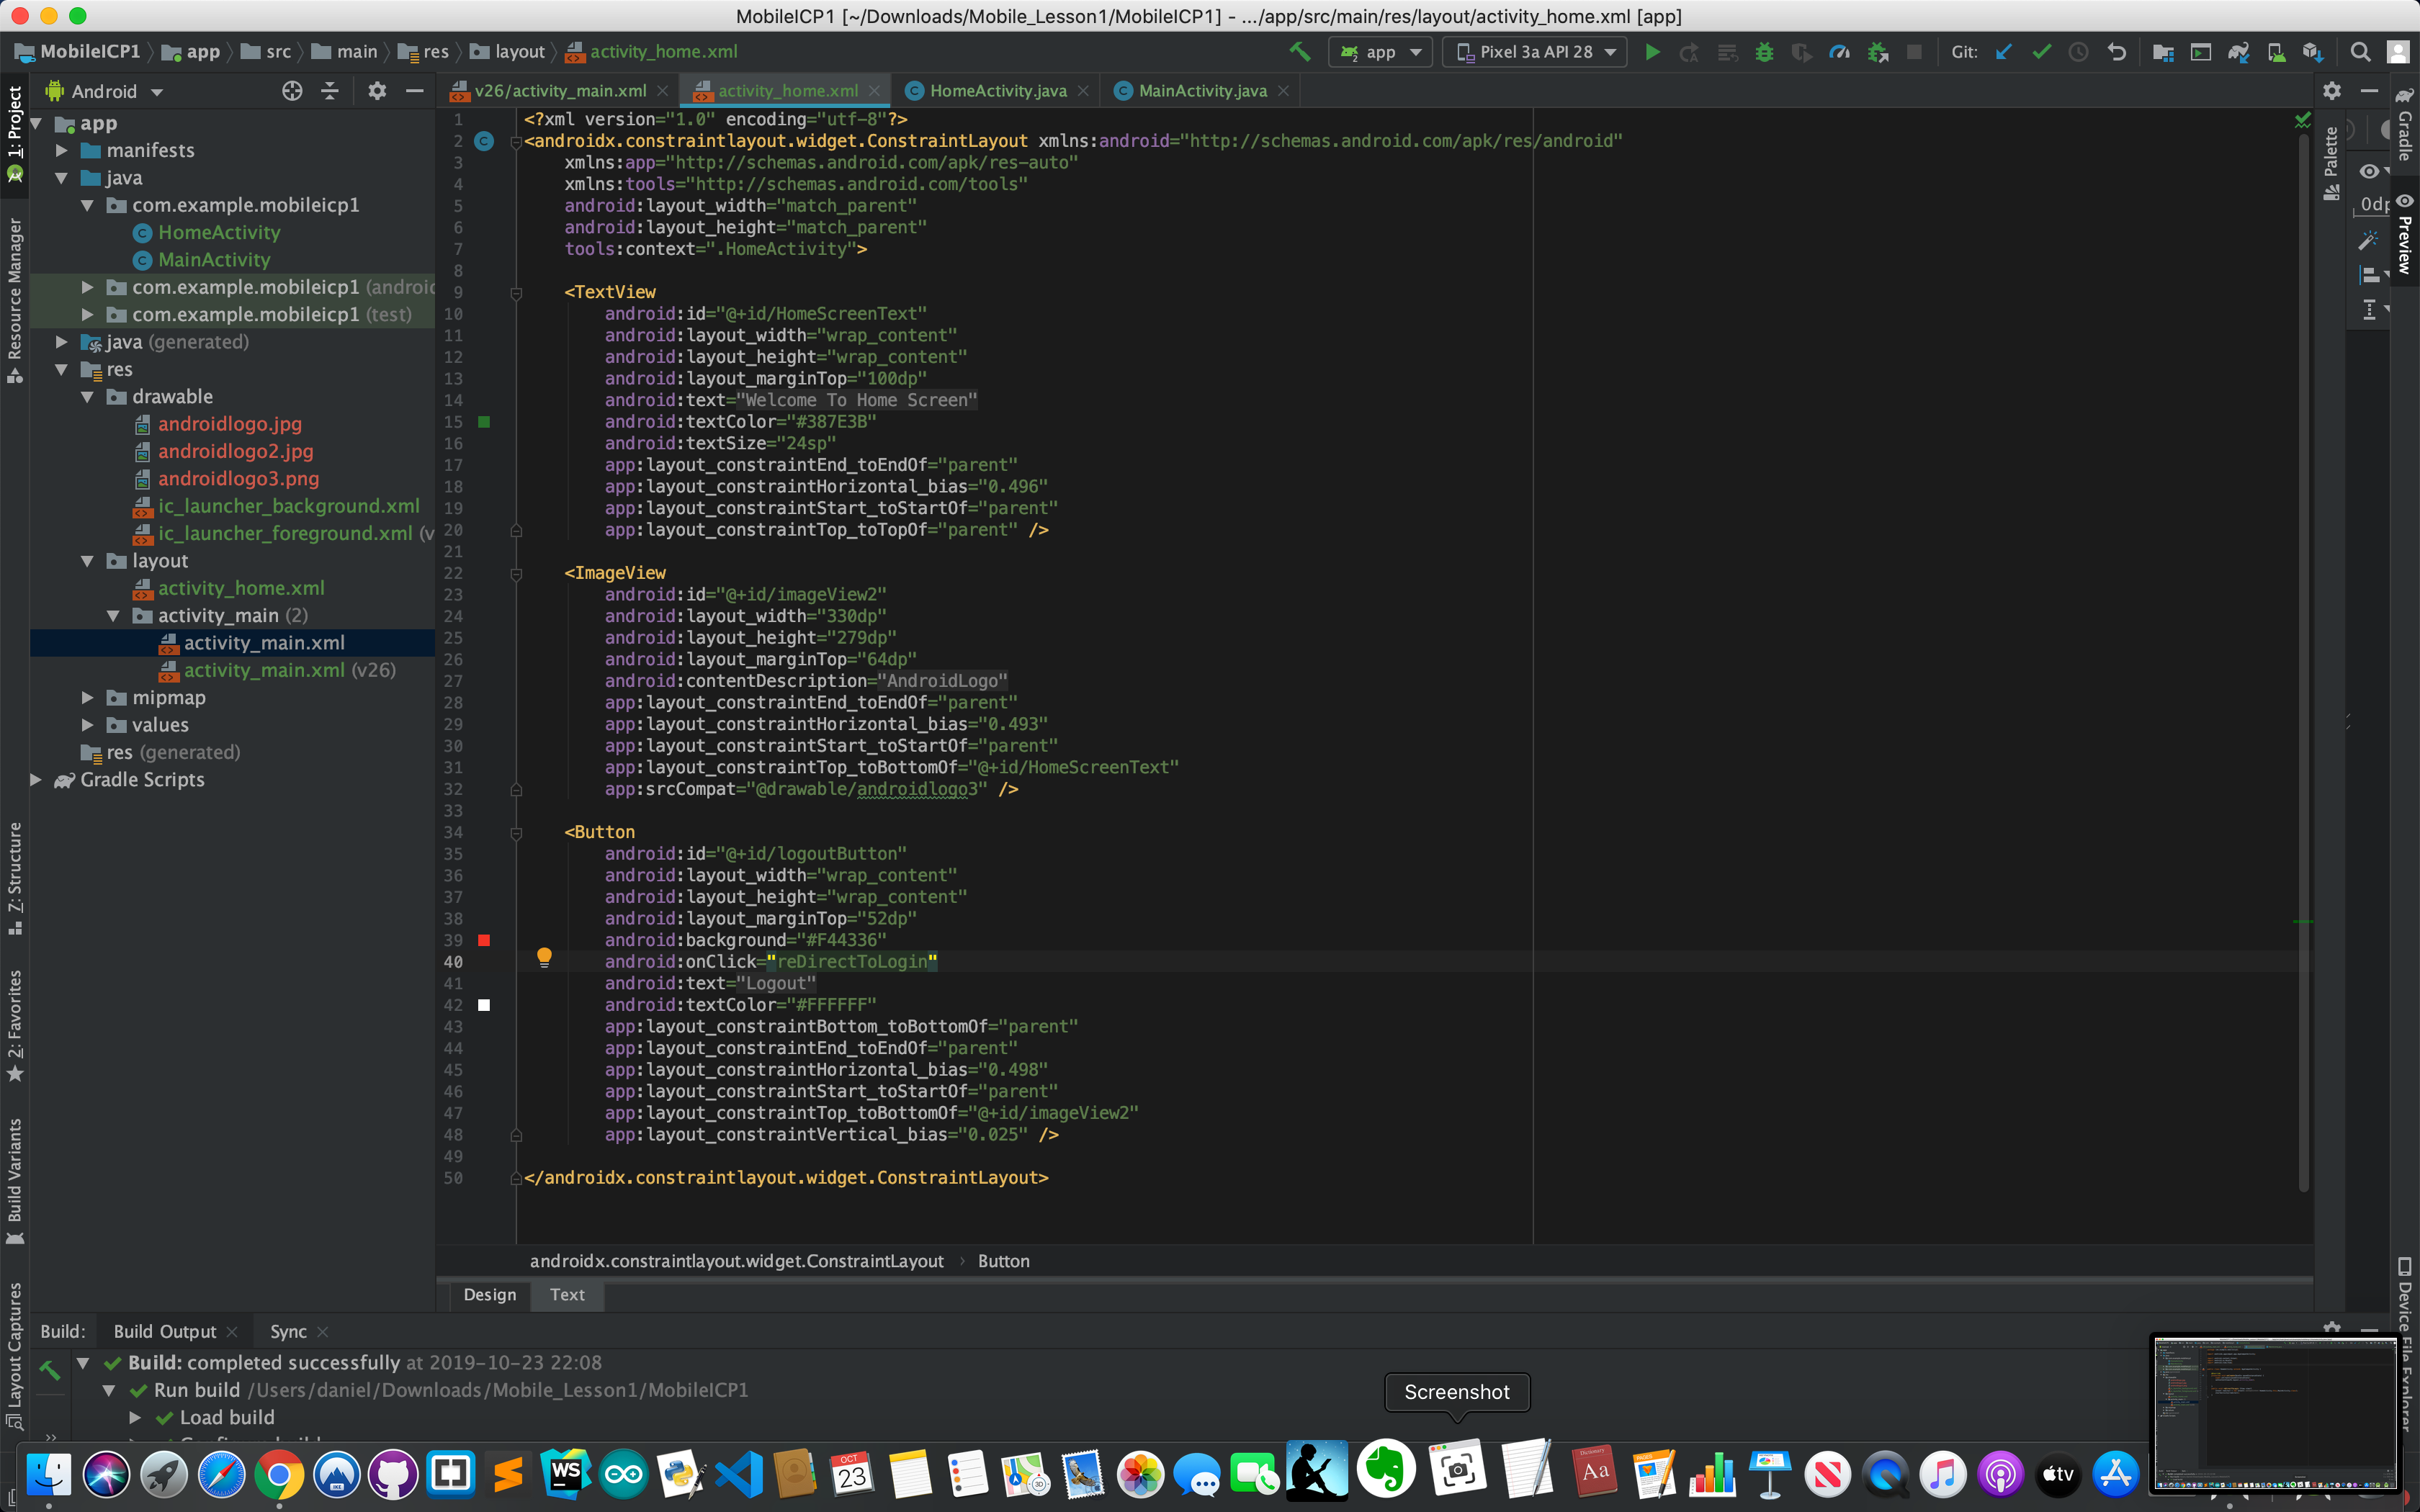 MobileICP1 [~/Downloads/Mobile_Lesson1/MobileICP1] - .../app/src/main/res/layout/activity_home.xml [app]
MobileICP1 app src main res layout activity_home.xml app Pixel 3a API 28 Git:
1: Project
Android
v26/activity_main.xml activity_home.xml HomeActivity.java MainActivity.java
app
manifests
java
com.example.mobileicp1
HomeActivity
MainActivity
com.example.mobileicp1 (androi
com.example.mobileicp1 (test)
java (generated)
res
drawable
androidlogo.jpg
androidlogo2.jpg
androidlogo3.png
ic_launcher_background.xml
ic_launcher_foreground.xml (v
layout
activity_home.xml
activity_main (2)
activity_main.xml
activity_main.xml (v26)
mipmap
values
res (generated)
Gradle Scripts
Resource Manager
Z: Structure
2: Favorites
Build Variants
Layout Captures
1 <?xml version="1.0" encoding="utf-8"?>
2 <androidx.constraintlayout.widget.ConstraintLayout xmlns:android="http://schemas.android.com/apk/res/android"
3 xmlns:app="http://schemas.android.com/apk/res-auto"
4 xmlns:tools="http://schemas.android.com/tools"
5 android:layout_width="match_parent"
6 android:layout_height="match_parent"
7 tools:context=".HomeActivity">
8
9 <TextView
10 android:id="@+id/HomeScreenText"
11 android:layout_width="wrap_content"
12 android:layout_height="wrap_content"
13 android:layout_marginTop="100dp"
14 android:text="Welcome To Home Screen"
15 android:textColor="#387E3B"
16 android:textSize="24sp"
17 app:layout_constraintEnd_toEndOf="parent"
18 app:layout_constraintHorizontal_bias="0.496"
19 app:layout_constraintStart_toStartOf="parent"
20 app:layout_constraintTop_toTopOf="parent" />
21
22 <ImageView
23 android:id="@+id/imageView2"
24 android:layout_width="330dp"
25 android:layout_height="279dp"
26 android:layout_marginTop="64dp"
27 android:contentDescription="AndroidLogo"
28 app:layout_constraintEnd_toEndOf="parent"
29 app:layout_constraintHorizontal_bias="0.493"
30 app:layout_constraintStart_toStartOf="parent"
31 app:layout_constraintTop_toBottomOf="@+id/HomeScreenText"
32 app:srcCompat="@drawable/androidlogo3" />
33
34 <Button
35 android:id="@+id/logoutButton"
36 android:layout_width="wrap_content"
37 android:layout_height="wrap_content"
38 android:layout_marginTop="52dp"
39 android:background="#F44336"
40 android:onClick="reDirectToLogin"
41 android:text="Logout"
42 android:textColor="#FFFFFF"
43 app:layout_constraintBottom_toBottomOf="parent"
44 app:layout_constraintEnd_toEndOf="parent"
45 app:layout_constraintHorizontal_bias="0.498"
46 app:layout_constraintStart_toStartOf="parent"
47 app:layout_constraintTop_toBottomOf="@+id/imageView2"
48 app:layout_constraintVertical_bias="0.025" />
49
50 </androidx.constraintlayout.widget.ConstraintLayout>
androidx.constraintlayout.widget.ConstraintLayout › Button
Design Text
Palette
0dp
Gradle
Preview
Device File Explorer
Build: Build Output Sync
Build: completed successfully at 2019-10-23 22:08
Run build /Users/daniel/Downloads/Mobile_Lesson1/MobileICP1
Load build
Screenshot
WS
OCT
23
Aa
tv